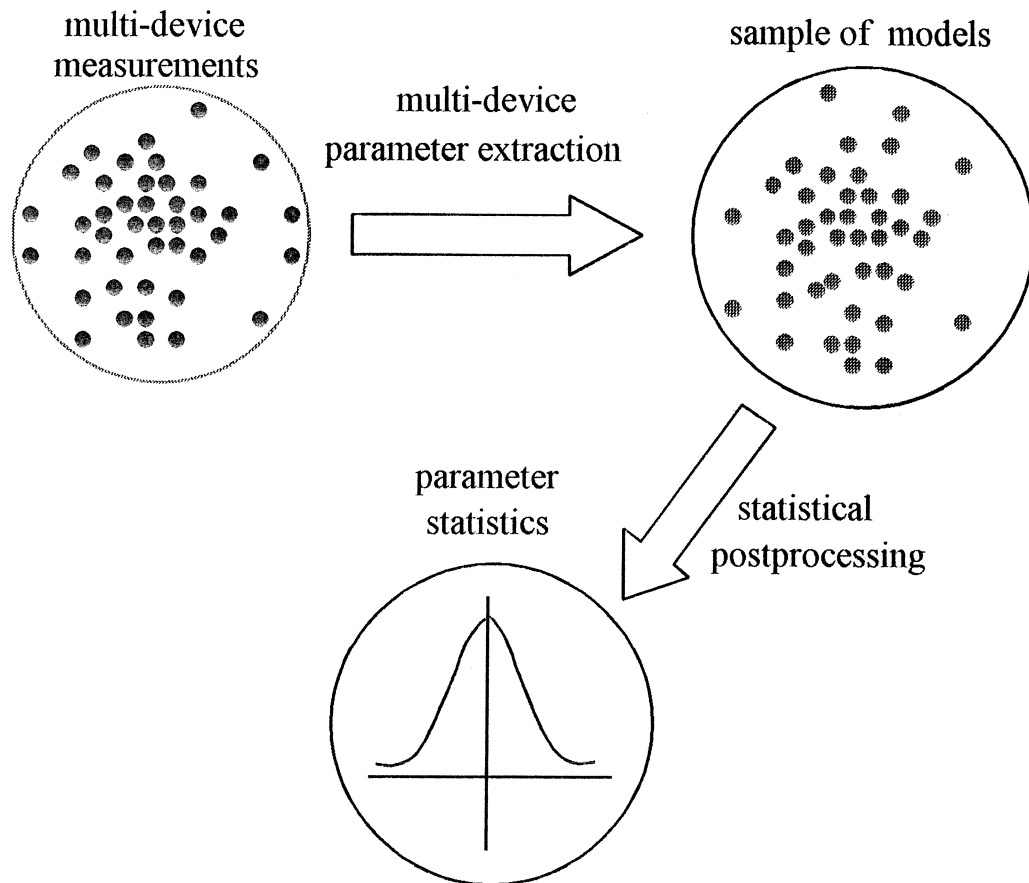 multi-device
measurements
sample of models
multi-device
parameter extraction
parameter
statistics
statistical
postprocessing